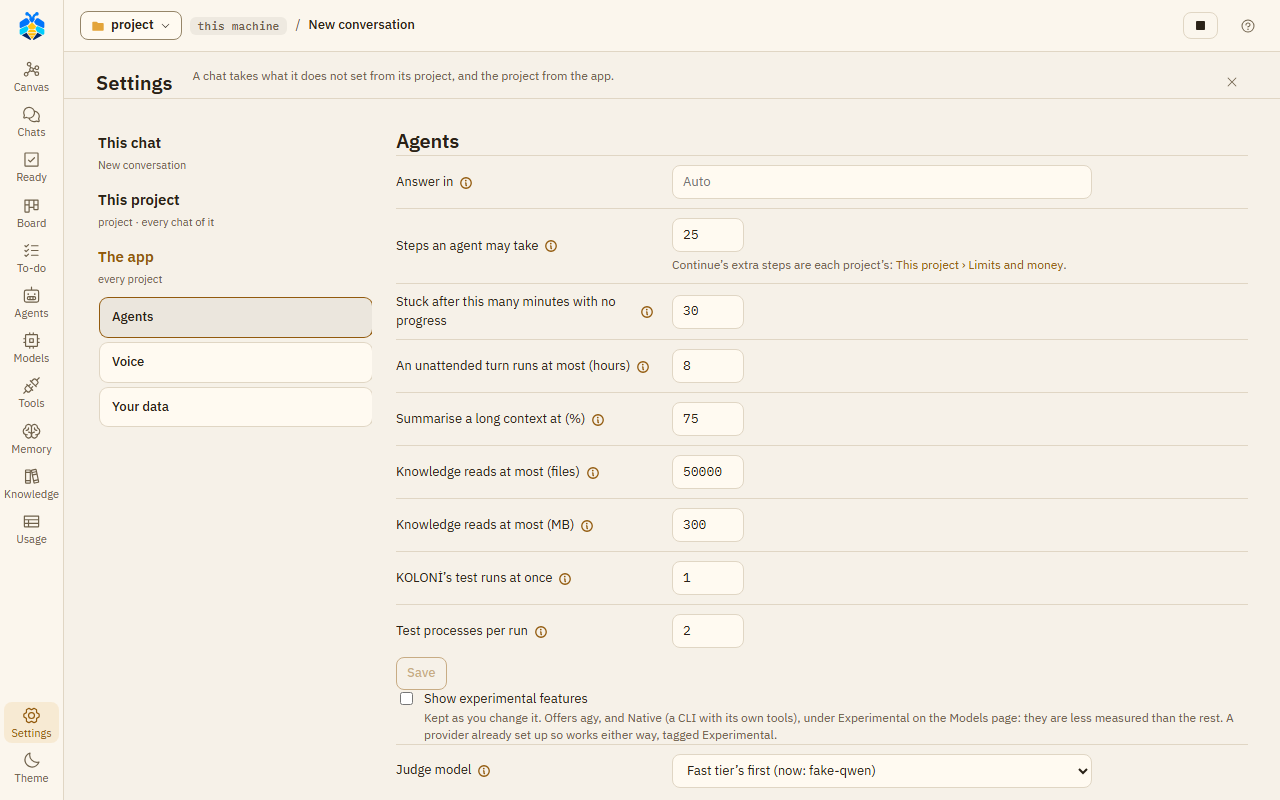 project
this machine / New conversation
Canvas
Chats
Ready
Board
To-do
Agents
Models
Tools
Memory
Knowledge
Usage
Settings
Theme
Settings
A chat takes what it does not set from its project, and the project from the app.
This chat
New conversation
This project
project · every chat of it
The app
every project
Agents
Voice
Your data
Agents
Answer in
Auto
Steps an agent may take
25
Continue’s extra steps are each project’s: This project › Limits and money.
Stuck after this many minutes with no
progress
30
An unattended turn runs at most (hours)
8
Summarise a long context at (%)
75
Knowledge reads at most (files)
50000
Knowledge reads at most (MB)
300
KOLONİ’s test runs at once
1
Test processes per run
2
Save
Show experimental features
Kept as you change it. Offers agy, and Native (a CLI with its own tools), under Experimental on the Models page: they are less measured than the rest. A
provider already set up so works either way, tagged Experimental.
Judge model
Fast tier’s first (now: fake-qwen)